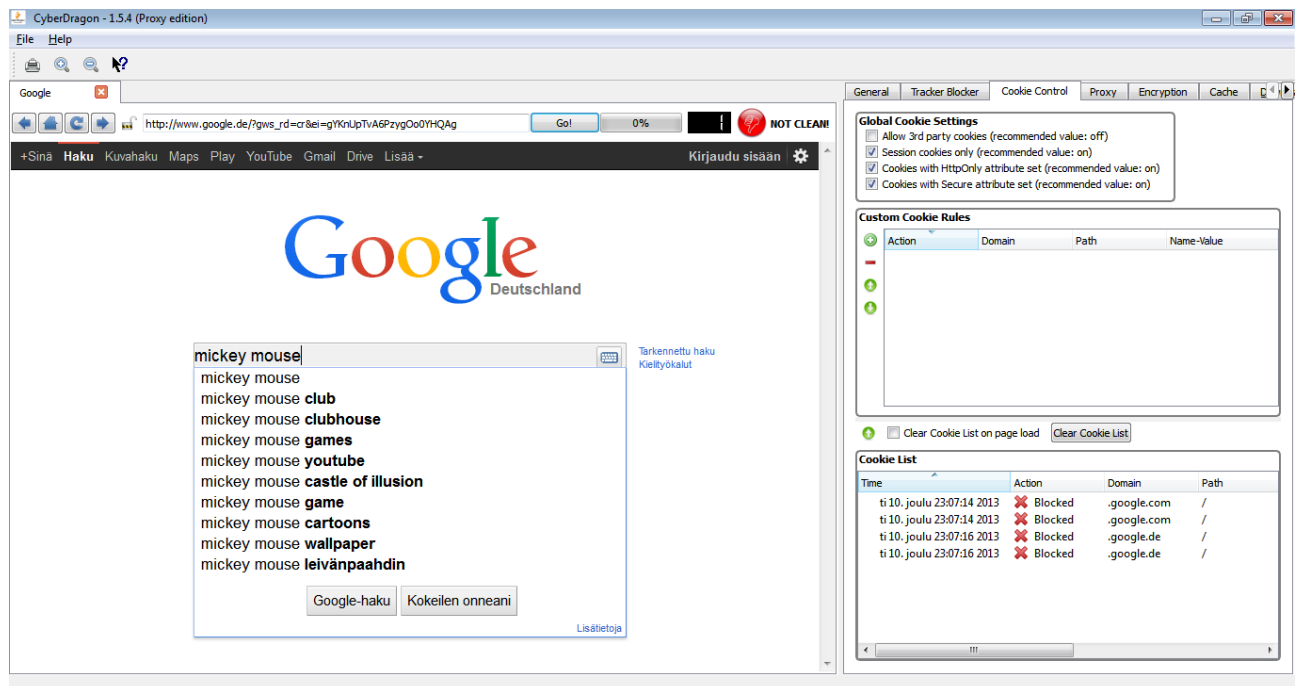 CyberDragon - 1.5.4 (Proxy edition)
File Help
Google
http://www.google.de/?gws_rd=cr&ei=gYKnUpTvA6PzygOo0YHQAg Go! 0% 1 NOT CLEAN!
+Sinä Haku Kuvahaku Maps Play YouTube Gmail Drive Lisää Kirjaudu sisään
Google
Deutschland
mickey mouse
Tarkennettu haku
Kielityökalut
mickey mouse
mickey mouse club
mickey mouse clubhouse
mickey mouse games
mickey mouse youtube
mickey mouse castle of illusion
mickey mouse game
mickey mouse cartoons
mickey mouse wallpaper
mickey mouse leivänpaahdin
Google-haku Kokeilen onneani
Lisätietoja
General Tracker Blocker Cookie Control Proxy Encryption Cache
Global Cookie Settings
Allow 3rd party cookies (recommended value: off)
Session cookies only (recommended value: on)
Cookies with HttpOnly attribute set (recommended value: on)
Cookies with Secure attribute set (recommended value: on)
Custom Cookie Rules
Action Domain Path Name-Value
Clear Cookie List on page load Clear Cookie List
Cookie List
Time Action Domain Path
ti 10. joulu 23:07:14 2013 Blocked .google.com /
ti 10. joulu 23:07:14 2013 Blocked .google.com /
ti 10. joulu 23:07:16 2013 Blocked .google.de /
ti 10. joulu 23:07:16 2013 Blocked .google.de /